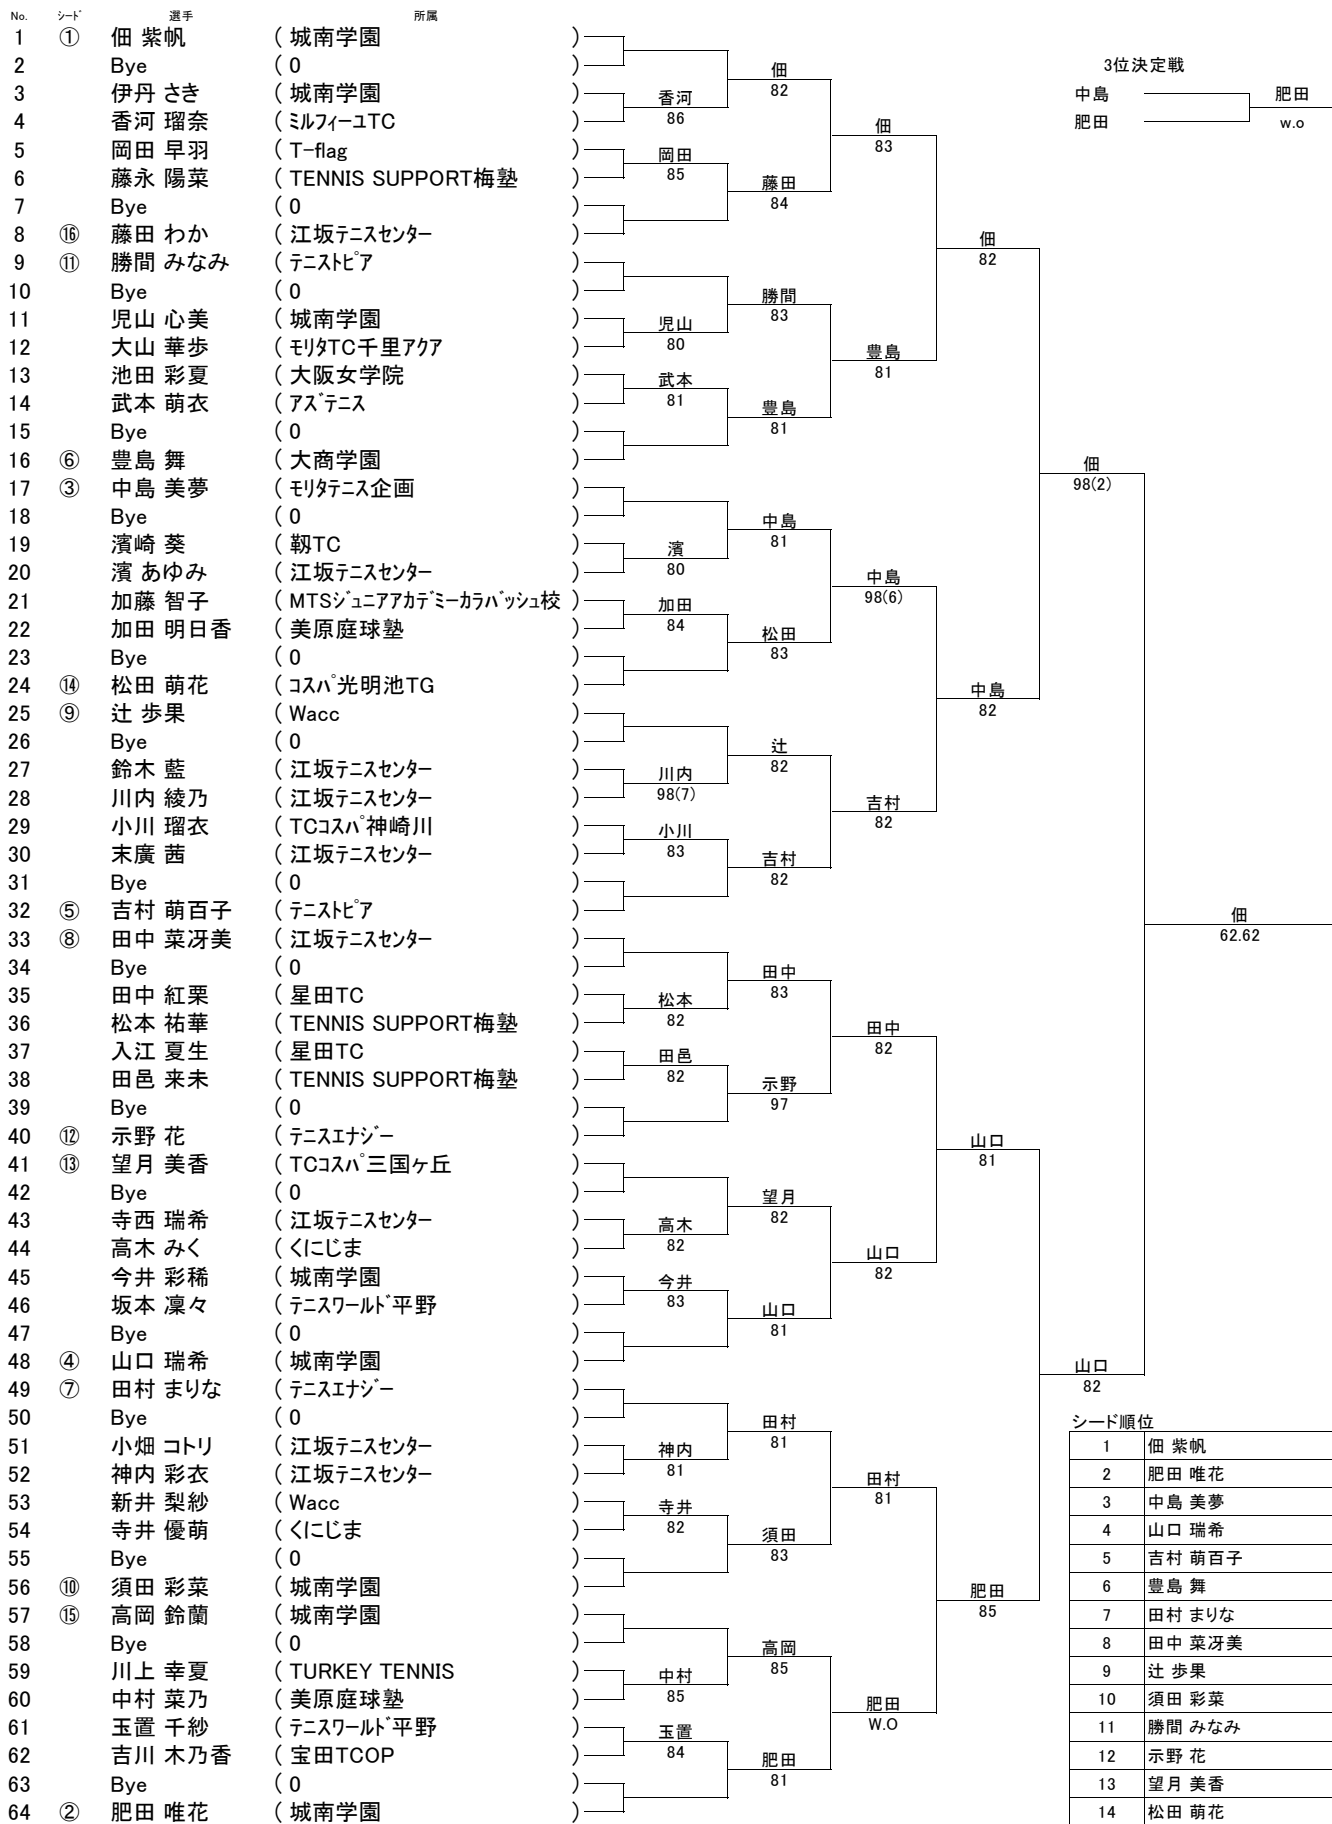 No. シード 選手 所属
1 ① 佃 紫帆 ( 城南学園 )
2 Bye ( 0 )
3 伊丹 さき ( 城南学園 )
4 香河 瑠奈 ( ミルフィーユTC )
5 岡田 早羽 ( T-flag )
6 藤永 陽菜 ( TENNIS SUPPORT梅塾 )
7 Bye ( 0 )
8 ⑯ 藤田 わか ( 江坂テニスセンター )
9 ⑪ 勝間 みなみ ( テニストピア )
10 Bye ( 0 )
11 児山 心美 ( 城南学園 )
12 大山 華歩 ( モリタTC千里アクア )
13 池田 彩夏 ( 大阪女学院 )
14 武本 萌衣 ( アズテニス )
15 Bye ( 0 )
16 ⑥ 豊島 舞 ( 大商学園 )
17 ③ 中島 美夢 ( モリタテニス企画 )
18 Bye ( 0 )
19 濱崎 葵 ( 靱TC )
20 濱 あゆみ ( 江坂テニスセンター )
21 加藤 智子 ( MTSジュニアアカデミーカラバッシュ校 )
22 加田 明日香 ( 美原庭球塾 )
23 Bye ( 0 )
24 ⑭ 松田 萌花 ( コスパ光明池TG )
25 ⑨ 辻 歩果 ( Wacc )
26 Bye ( 0 )
27 鈴木 藍 ( 江坂テニスセンター )
28 川内 綾乃 ( 江坂テニスセンター )
29 小川 瑠衣 ( TCコスパ神崎川 )
30 末廣 茜 ( 江坂テニスセンター )
31 Bye ( 0 )
32 ⑤ 吉村 萌百子 ( テニストピア )
33 ⑧ 田中 菜冴美 ( 江坂テニスセンター )
34 Bye ( 0 )
35 田中 紅栗 ( 星田TC )
36 松本 祐華 ( TENNIS SUPPORT梅塾 )
37 入江 夏生 ( 星田TC )
38 田邑 来未 ( TENNIS SUPPORT梅塾 )
39 Bye ( 0 )
40 ⑫ 示野 花 ( テニスエナジー )
41 ⑬ 望月 美香 ( TCコスパ三国ヶ丘 )
42 Bye ( 0 )
43 寺西 瑞希 ( 江坂テニスセンター )
44 高木 みく ( くにじま )
45 今井 彩稀 ( 城南学園 )
46 坂本 凜々 ( テニスワールド平野 )
47 Bye ( 0 )
48 ④ 山口 瑞希 ( 城南学園 )
49 ⑦ 田村 まりな ( テニスエナジー )
50 Bye ( 0 )
51 小畑 コトリ ( 江坂テニスセンター )
52 神内 彩衣 ( 江坂テニスセンター )
53 新井 梨紗 ( Wacc )
54 寺井 優萌 ( くにじま )
55 Bye ( 0 )
56 ⑩ 須田 彩菜 ( 城南学園 )
57 ⑮ 高岡 鈴蘭 ( 城南学園 )
58 Bye ( 0 )
59 川上 幸夏 ( TURKEY TENNIS )
60 中村 菜乃 ( 美原庭球塾 )
61 玉置 千紗 ( テニスワールド平野 )
62 吉川 木乃香 ( 宝田TCOP )
63 Bye ( 0 )
64 ② 肥田 唯花 ( 城南学園 )
香河
86
岡田
85
児山
80
武本
81
濱
80
加田
84
川内
98(7)
小川
83
松本
82
田邑
82
高木
82
今井
83
神内
81
寺井
82
中村
85
玉置
84
佃
82
藤田
84
勝間
83
豊島
81
中島
81
松田
83
辻
82
吉村
82
田中
83
示野
97
望月
82
山口
81
田村
81
須田
83
高岡
85
肥田
81
佃
83
豊島
81
中島
98(6)
吉村
82
田中
82
山口
82
田村
81
肥田
W.O
佃
82
中島
82
山口
81
肥田
85
佃
98(2)
山口
82
佃
62.62
3位決定戦
中島
肥田
肥田
w.o
シード順位
1 佃 紫帆
2 肥田 唯花
3 中島 美夢
4 山口 瑞希
5 吉村 萌百子
6 豊島 舞
7 田村 まりな
8 田中 菜冴美
9 辻 歩果
10 須田 彩菜
11 勝間 みなみ
12 示野 花
13 望月 美香
14 松田 萌花